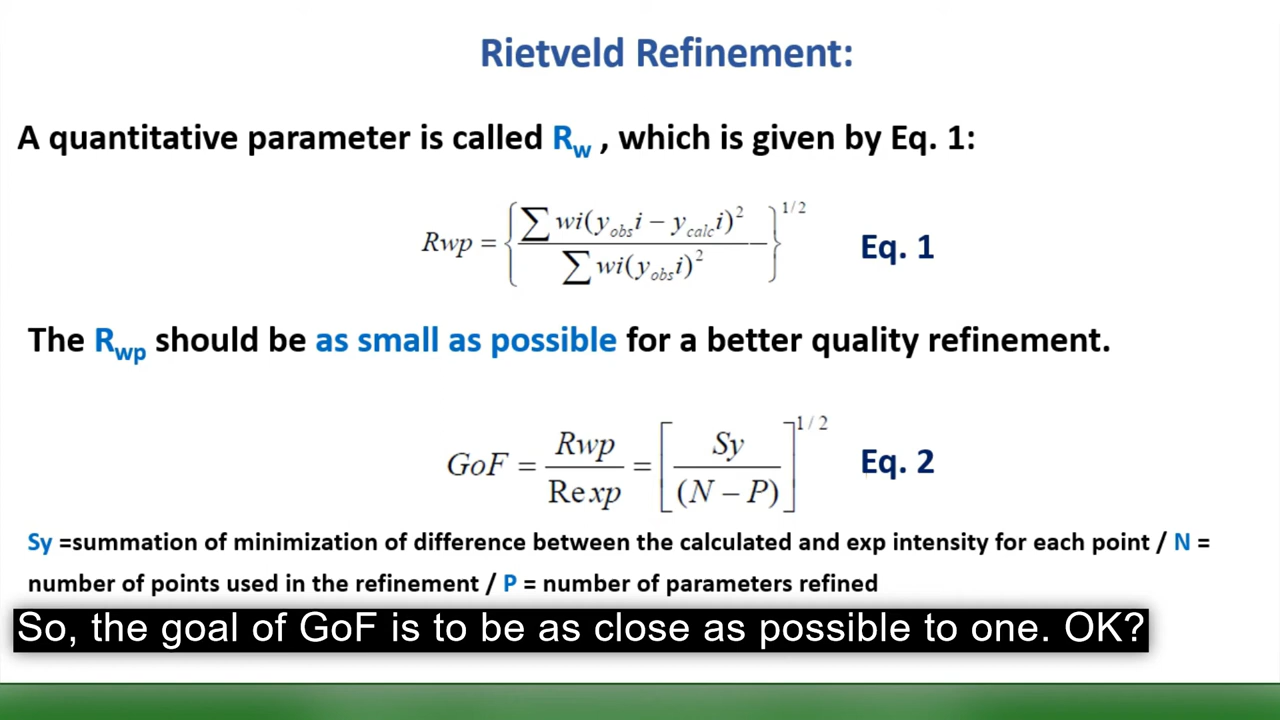 Rietveld Refinement:
A quantitative parameter is called Rw , which is given by Eq. 1:
Rwp = { ∑ wi(yobsi − ycalci)² / ∑ wi(yobsi)² }^1/2 Eq. 1
The Rwp should be as small as possible for a better quality refinement.
GoF = Rwp / Rexp = [ Sy / (N − P) ]^1/2 Eq. 2
Sy =summation of minimization of difference between the calculated and exp intensity for each point / N =
number of points used in the refinement / P = number of parameters refined
So, the goal of GoF is to be as close as possible to one. OK?